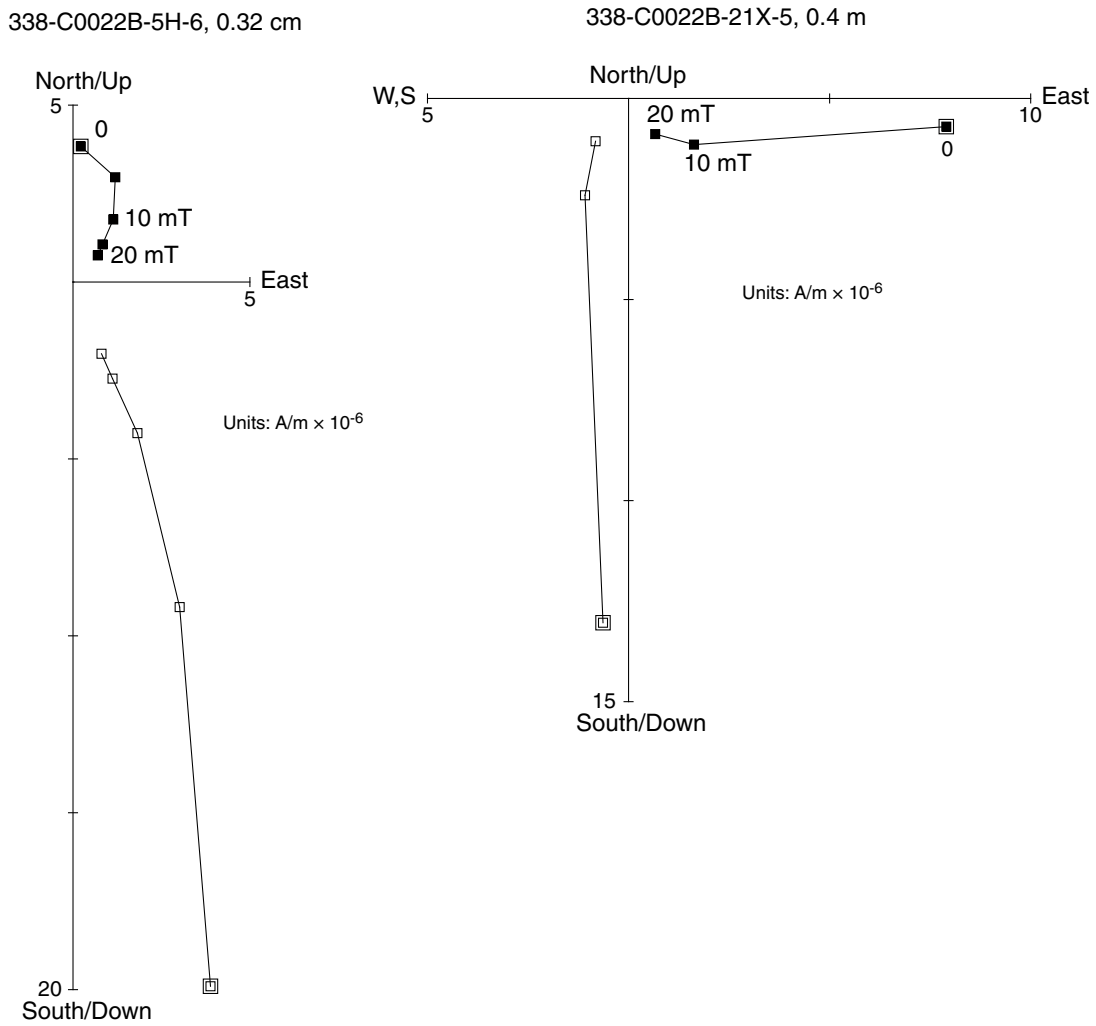 338-C0022B-5H-6, 0.32 cm
North/Up
5
0
10 mT
20 mT
East
5
Units: A/m × 10-6
20
South/Down
338-C0022B-21X-5, 0.4 m
North/Up
W,S
5
10
East
20 mT
10 mT
0
Units: A/m × 10-6
15
South/Down